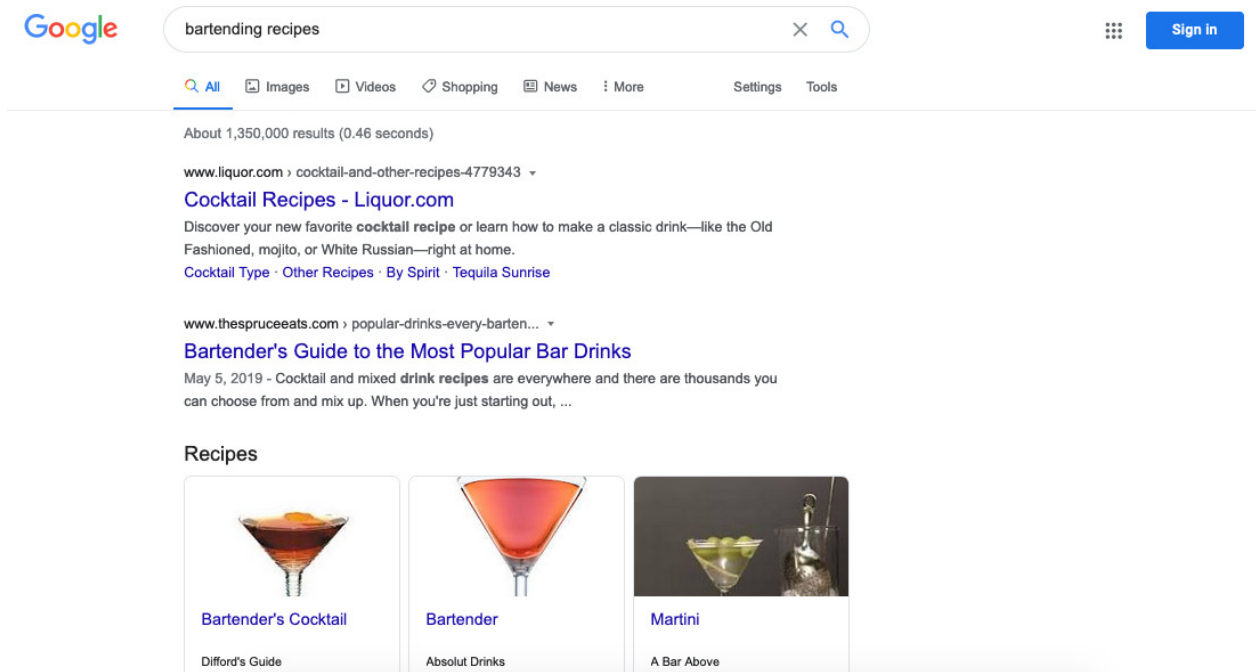 Google
bartending recipes
Sign in
All Images Videos Shopping News More Settings Tools
About 1,350,000 results (0.46 seconds)
www.liquor.com › cocktail-and-other-recipes-4779343
Cocktail Recipes - Liquor.com
Discover your new favorite cocktail recipe or learn how to make a classic drink—like the Old
Fashioned, mojito, or White Russian—right at home.
Cocktail Type · Other Recipes · By Spirit · Tequila Sunrise
www.thespruceeats.com › popular-drinks-every-barten...
Bartender's Guide to the Most Popular Bar Drinks
May 5, 2019 - Cocktail and mixed drink recipes are everywhere and there are thousands you
can choose from and mix up. When you're just starting out, ...
Recipes
Bartender's Cocktail
Difford's Guide
Bartender
Absolut Drinks
Martini
A Bar Above